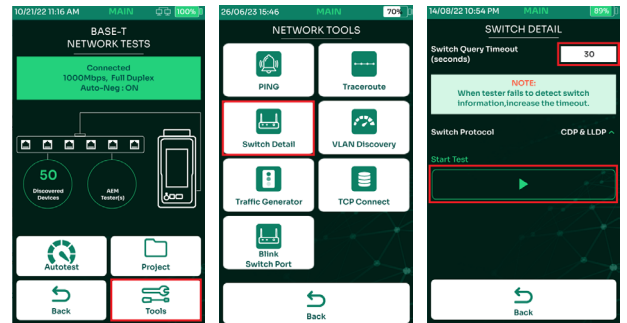 10/21/22 11:16 AM MAIN 100%
BASE-T
NETWORK TESTS
Connected
1000Mbps, Full Duplex
Auto-Neg : ON
50
Discovered
Devices
AEM
Tester(s)
Autotest
Project
Back
Tools
26/06/23 15:46 MAIN 70%
NETWORK TOOLS
PING
Traceroute
Switch Detail
VLAN Discovery
Traffic Generator
TCP Connect
Blink
Switch Port
Back
14/08/22 10:54 PM MAIN 89%
SWITCH DETAIL
Switch Query Timeout
(seconds)
30
NOTE:
When tester fails to detect switch
information,increase the timeout.
Switch Protocol CDP & LLDP
Start Test
Back